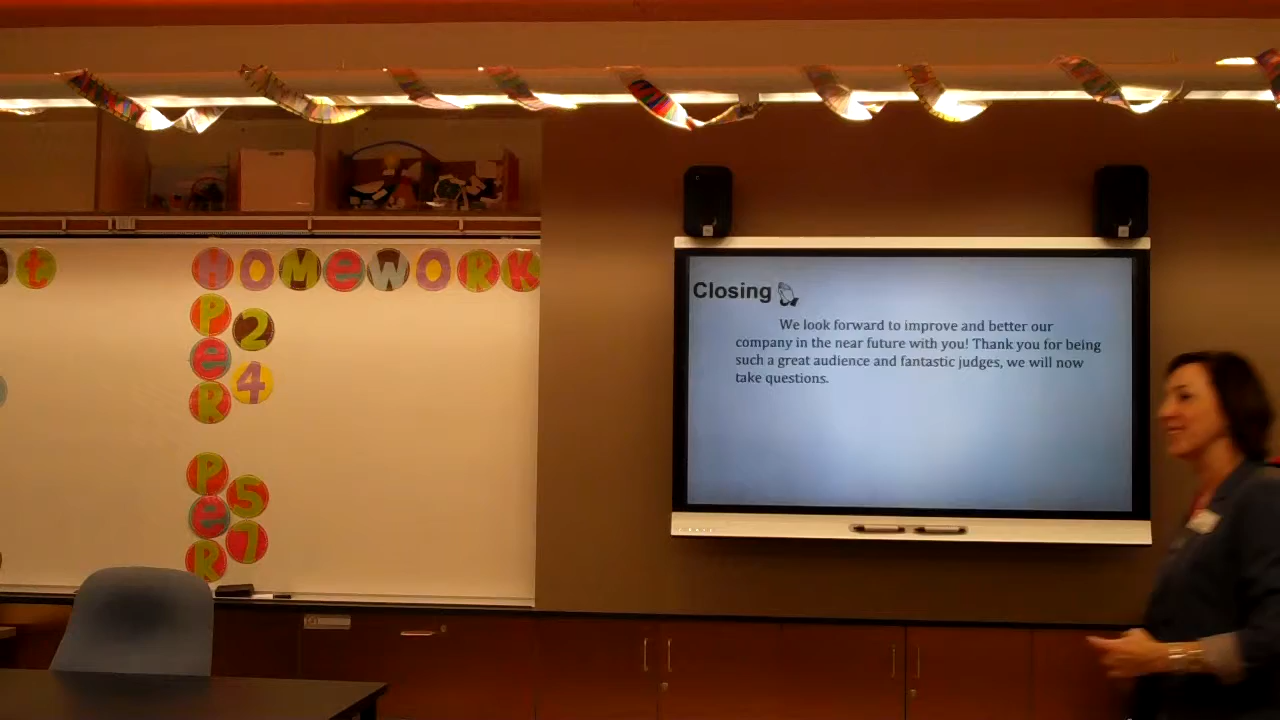 t HOMEWORK
PeR 2 4
PeR 5 7
Closing
We look forward to improve and better our
company in the near future with you! Thank you for being
such a great audience and fantastic judges, we will now
take questions.